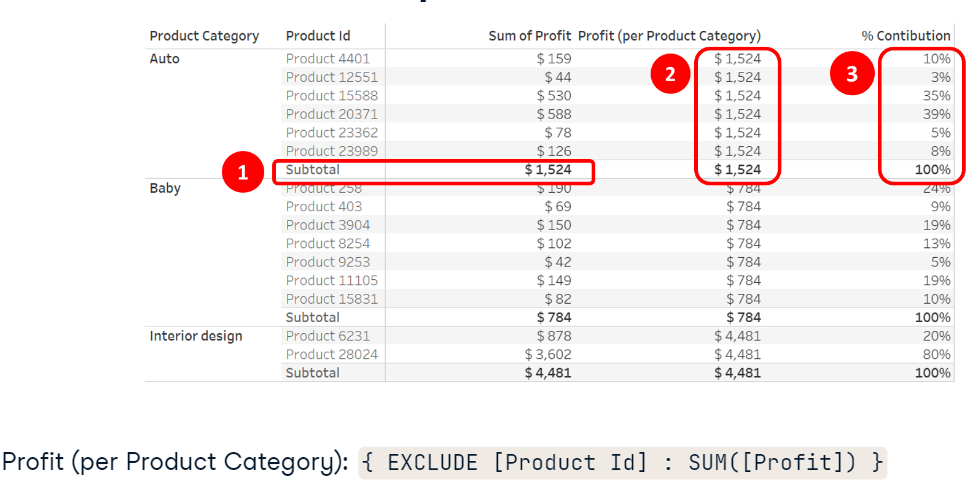 Product Category Product Id Sum of Profit Profit (per Product Category) % Contibution
Auto Product 4401 $ 159 $ 1,524 10%
Product 12551 $ 44 2 $ 1,524 3 3%
Product 15588 $ 530 $ 1,524 35%
Product 20371 $ 588 $ 1,524 39%
Product 23362 $ 78 $ 1,524 5%
Product 23989 $ 126 $ 1,524 8%
1 Subtotal $ 1,524 $ 1,524 100%
Baby Product 258 $ 190 $ 784 24%
Product 403 $ 69 $ 784 9%
Product 3904 $ 150 $ 784 19%
Product 8254 $ 102 $ 784 13%
Product 9253 $ 42 $ 784 5%
Product 11105 $ 149 $ 784 19%
Product 15831 $ 82 $ 784 10%
Subtotal $ 784 $ 784 100%
Interior design Product 6231 $ 878 $ 4,481 20%
Product 28024 $ 3,602 $ 4,481 80%
Subtotal $ 4,481 $ 4,481 100%
Profit (per Product Category): { EXCLUDE [Product Id] : SUM([Profit]) }